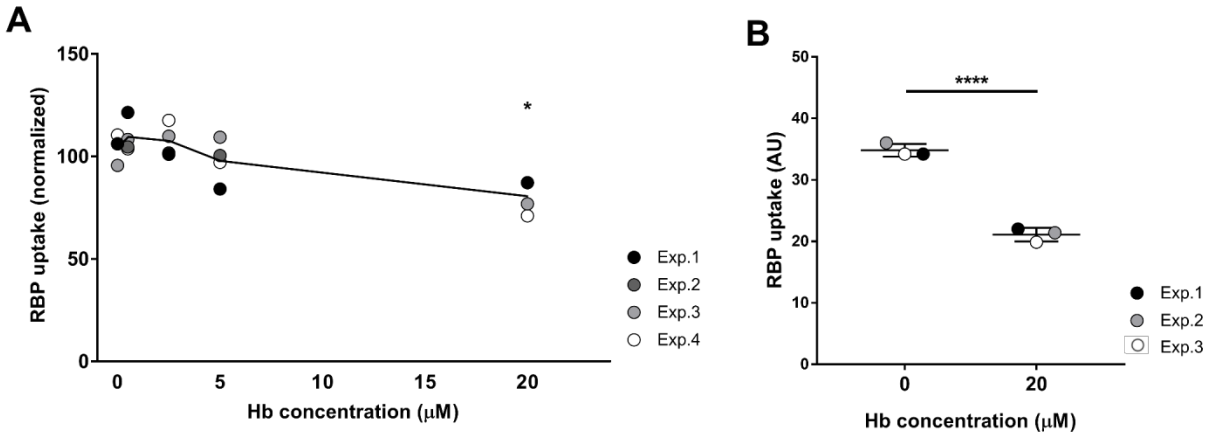 A
RBP uptake (normalized)
150
100
50
0
*
0 5 10 15 20
Hb concentration (μM)
Exp.1
Exp.2
Exp.3
Exp.4
B
RBP uptake (AU)
50
40
30
20
10
0
****
0 20
Hb concentration (μM)
Exp.1
Exp.2
Exp.3